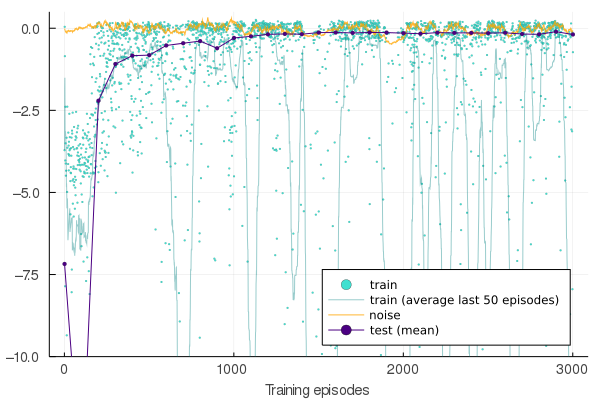 0.0
−2.5
−5.0
−7.5
−10.0
0
1000
2000
3000
Training episodes
train
train (average last 50 episodes)
noise
test (mean)